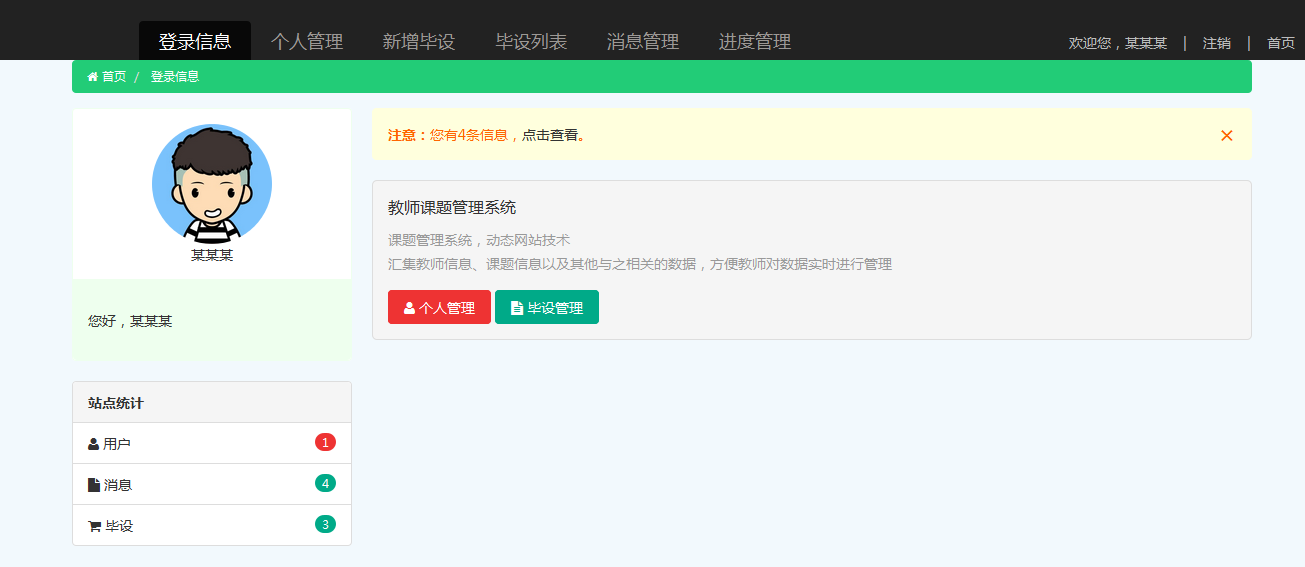 登录信息 个人管理 新增毕设 毕设列表 消息管理 进度管理 欢迎您，某某某 | 注销 | 首页
首页 / 登录信息
某某某
您好，某某某
站点统计
用户 1
消息 4
毕设 3
注意：您有4条信息，点击查看。 ×
教师课题管理系统
课题管理系统，动态网站技术
汇集教师信息、课题信息以及其他与之相关的数据，方便教师对数据实时进行管理
个人管理 毕设管理